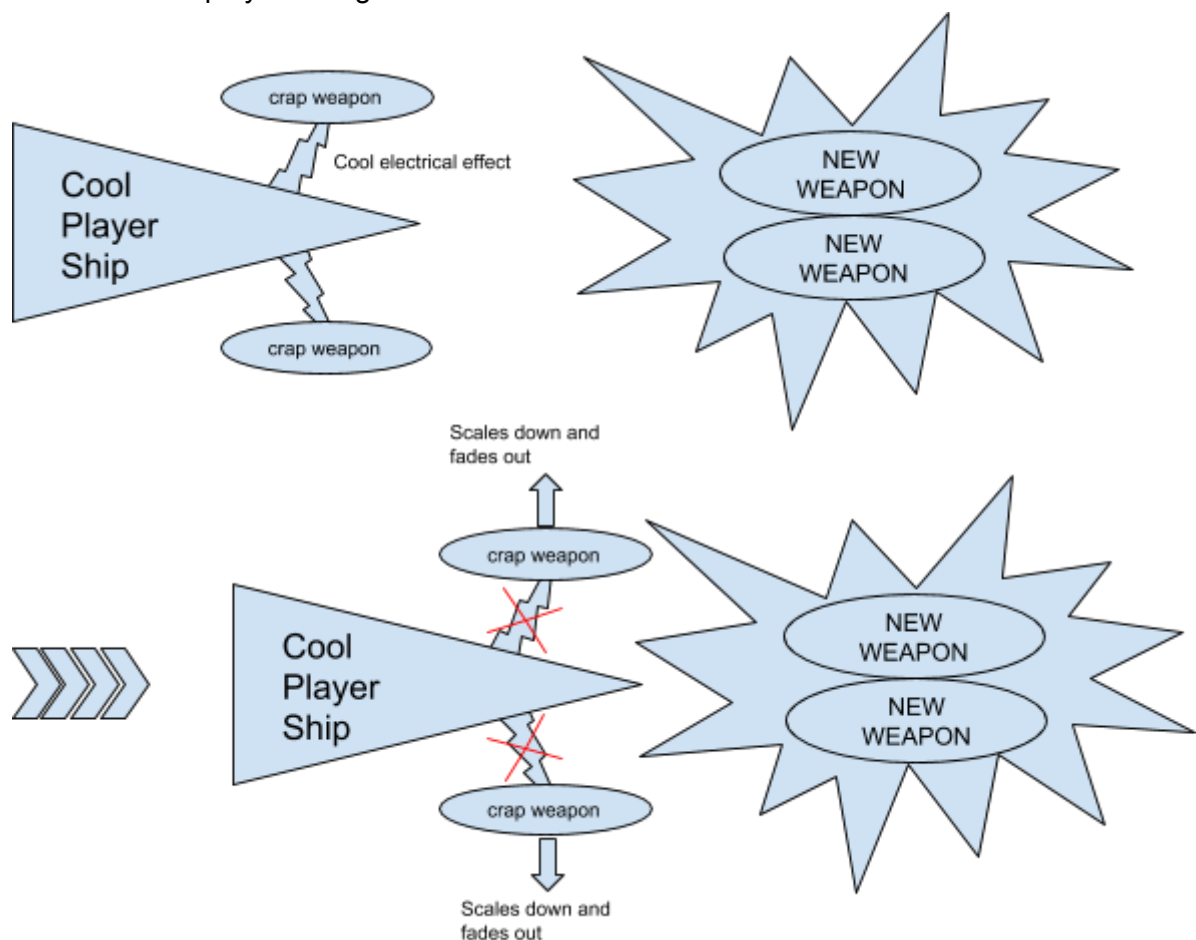 crap weapon
Cool electrical effect
Cool
Player
Ship
crap weapon
NEW
WEAPON
NEW
WEAPON
Scales down and
fades out
crap weapon
Cool
Player
Ship
crap weapon
Scales down and
fades out
NEW
WEAPON
NEW
WEAPON